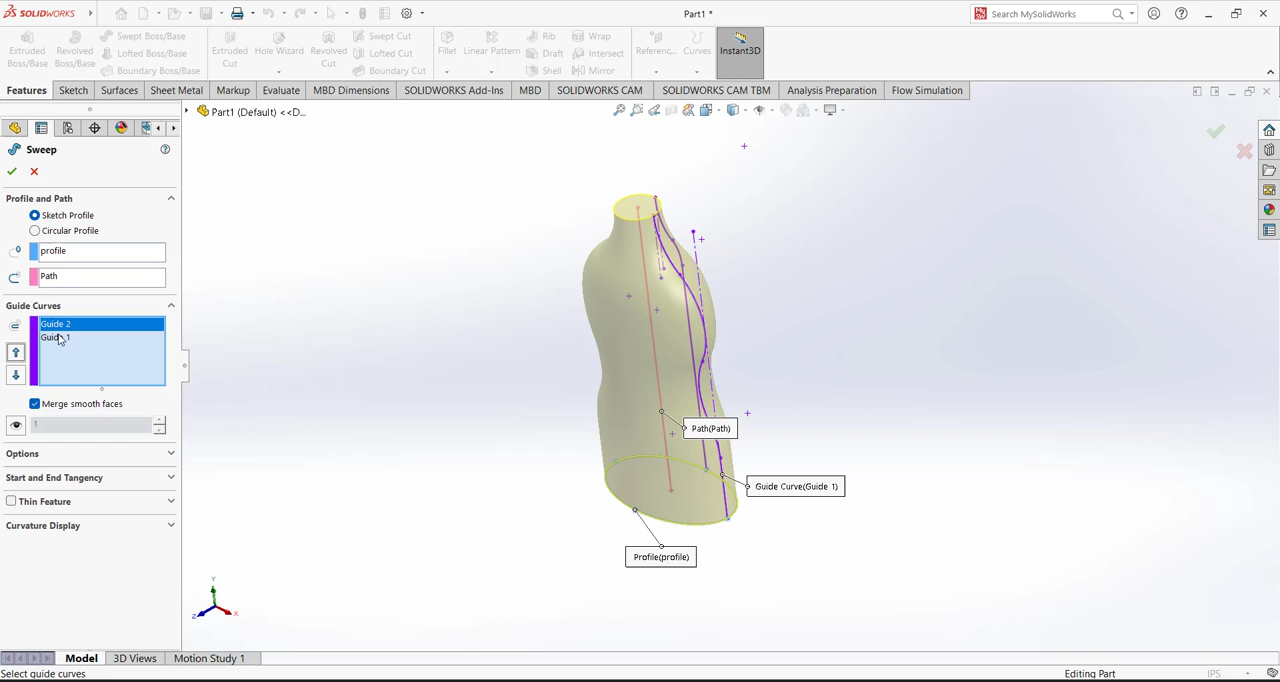 SOLIDWORKS
Part1 *
Search MySolidWorks
Extruded Boss/Base
Revolved Boss/Base
Swept Boss/Base
Lofted Boss/Base
Boundary Boss/Base
Extruded Cut
Hole Wizard
Revolved Cut
Swept Cut
Lofted Cut
Boundary Cut
Fillet
Linear Pattern
Rib
Draft
Shell
Wrap
Intersect
Mirror
Referenc...
Curves
Instant3D
Features
Sketch
Surfaces
Sheet Metal
Markup
Evaluate
MBD Dimensions
SOLIDWORKS Add-Ins
MBD
SOLIDWORKS CAM
SOLIDWORKS CAM TBM
Analysis Preparation
Flow Simulation
Part1 (Default) <<D...
Sweep
Profile and Path
Sketch Profile
Circular Profile
profile
Path
Guide Curves
Guide 2
Guide 1
Merge smooth faces
1
Options
Start and End Tangency
Thin Feature
Curvature Display
Path(Path)
Guide Curve(Guide 1)
Profile(profile)
Y
Z
X
Model
3D Views
Motion Study 1
Select guide curves
Editing Part
IPS